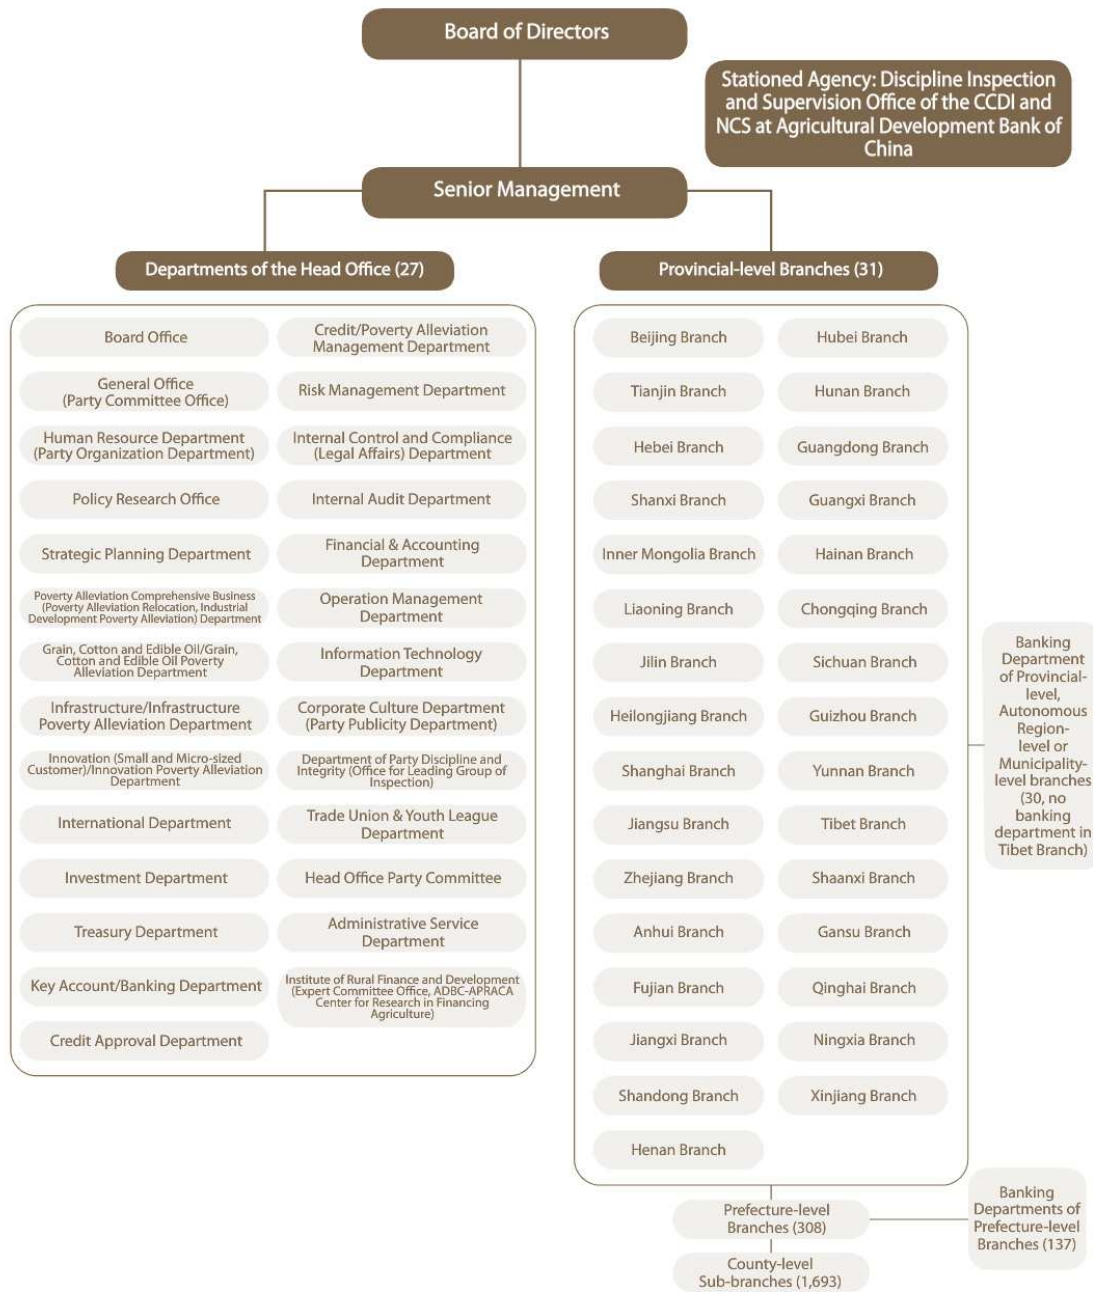 Board of Directors
Stationed Agency: Discipline Inspection
and Supervision Office of the CCDI and
NCS at Agricultural Development Bank of
China
Senior Management
Departments of the Head Office (27)
Board Office
General Office
(Party Committee Office)
Human Resource Department
(Party Organization Department)
Policy Research Office
Strategic Planning Department
Poverty Alleviation Comprehensive Business
(Poverty Alleviation Relocation, Industrial
Development Poverty Alleviation) Department
Grain, Cotton and Edible Oil/Grain,
Cotton and Edible Oil Poverty
Alleviation Department
Infrastructure/Infrastructure
Poverty Alleviation Department
Innovation (Small and Micro-sized
Customer)/Innovation Poverty Alleviation
Department
International Department
Investment Department
Treasury Department
Key Account/Banking Department
Credit Approval Department
Credit/Poverty Alleviation
Management Department
Risk Management Department
Internal Control and Compliance
(Legal Affairs) Department
Internal Audit Department
Financial & Accounting
Department
Operation Management
Department
Information Technology
Department
Corporate Culture Department
(Party Publicity Department)
Department of Party Discipline and
Integrity (Office for Leading Group of
Inspection)
Trade Union & Youth League
Department
Head Office Party Committee
Administrative Service
Department
Institute of Rural Finance and Development
(Expert Committee Office, ADBC-APRACA
Center for Research in Financing
Agriculture)
Provincial-level Branches (31)
Beijing Branch
Tianjin Branch
Hebei Branch
Shanxi Branch
Inner Mongolia Branch
Liaoning Branch
Jilin Branch
Heilongjiang Branch
Shanghai Branch
Jiangsu Branch
Zhejiang Branch
Anhui Branch
Fujian Branch
Jiangxi Branch
Shandong Branch
Henan Branch
Hubei Branch
Hunan Branch
Guangdong Branch
Guangxi Branch
Hainan Branch
Chongqing Branch
Sichuan Branch
Guizhou Branch
Yunnan Branch
Tibet Branch
Shaanxi Branch
Gansu Branch
Qinghai Branch
Ningxia Branch
Xinjiang Branch
Banking
Department
of Provincial-
level,
Autonomous
Region-
level or
Municipality-
level branches
(30, no
banking
department in
Tibet Branch)
Prefecture-level
Branches (308)
Banking
Departments of
Prefecture-level
Branches (137)
County-level
Sub-branches (1,693)